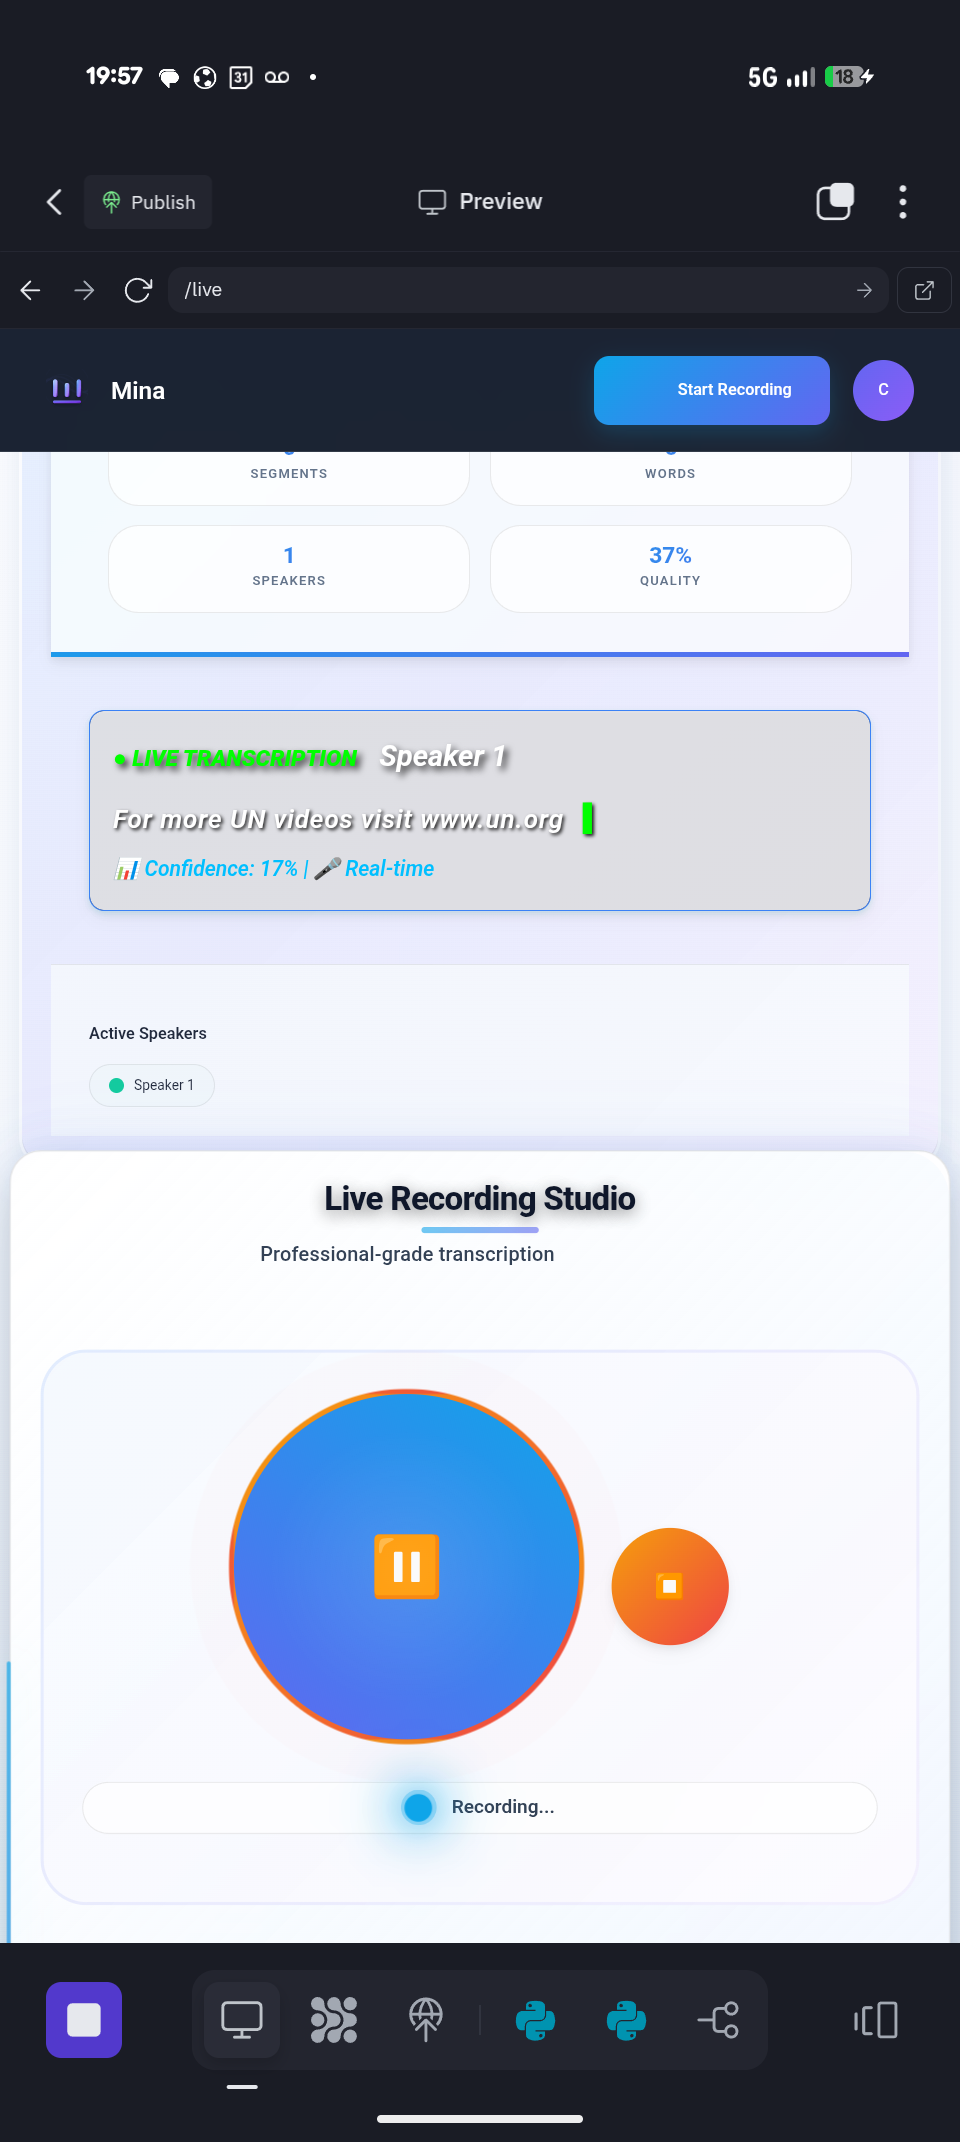 19:57 31 5G 18
Publish Preview
/live
Mina Start Recording C
SEGMENTS WORDS
1 37%
SPEAKERS QUALITY
● LIVE TRANSCRIPTION Speaker 1
For more UN videos visit www.un.org
📊 Confidence: 17% | 🎤 Real-time
Active Speakers
Speaker 1
Live Recording Studio
Professional-grade transcription
Recording...